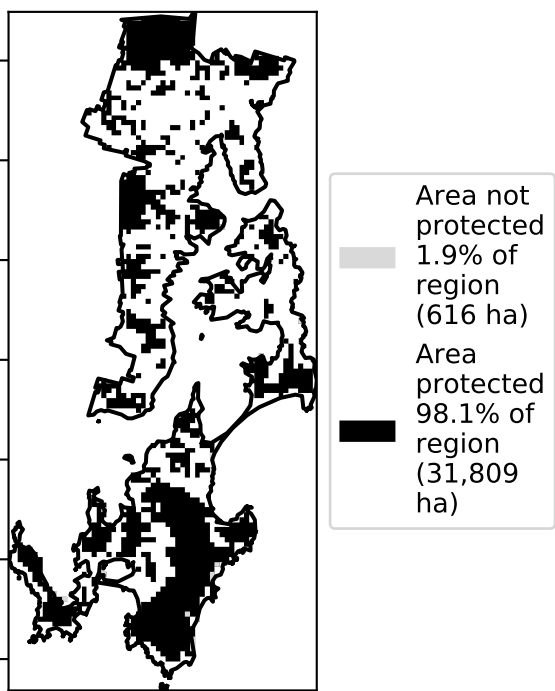 Area not
protected
1.9% of
region
(616 ha)
Area
protected
98.1% of
region
(31,809
ha)